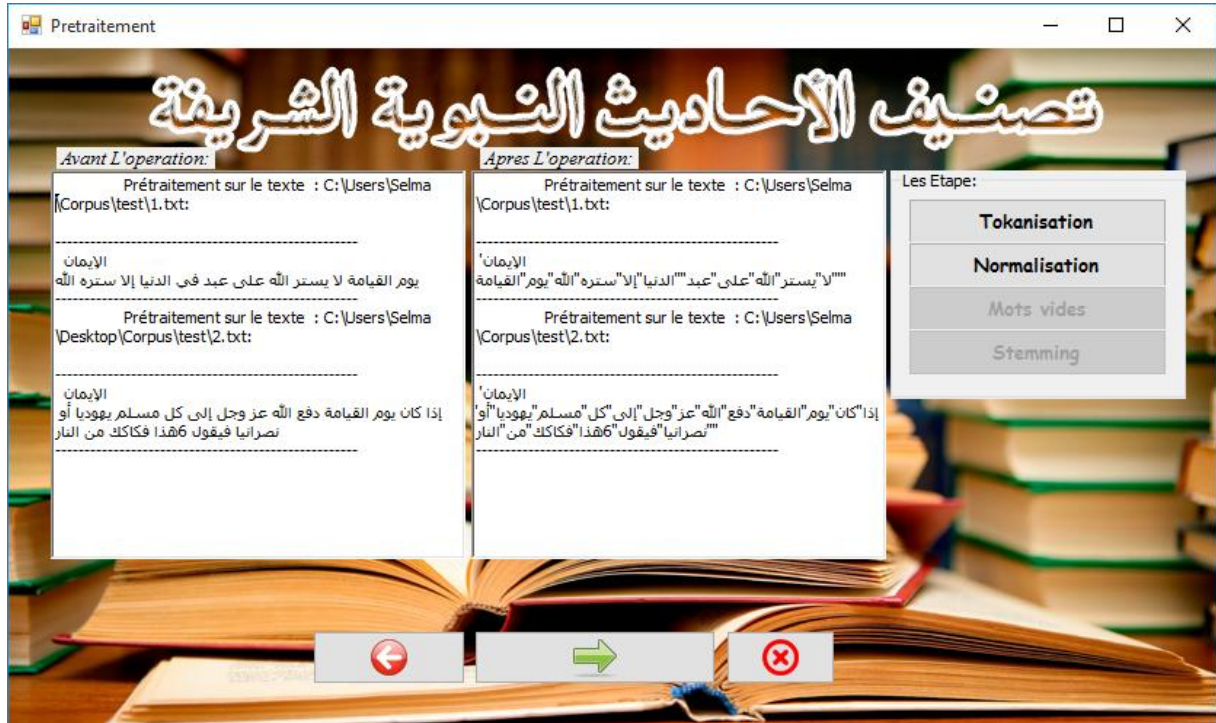 Pretraitement
تصنيف الأحاديث النبوية الشريفة
Avant L'operation:
Prétraitement sur le texte : C:\Users\Selma
\Corpus\test\1.txt:
----------------------------------------------------
الإيمان
يوم القيامة لا يستر الله على عبد في الدنيا إلا ستره الله
----------------------------------------------------
Prétraitement sur le texte : C:\Users\Selma
\Desktop\Corpus\test\2.txt:
----------------------------------------------------
الإيمان
إذا كان يوم القيامة دفع الله عز وجل إلى كل مسلم يهوديا أو
نصرانيا فيقول 6هذا فكاكك من النار
----------------------------------------------------
Apres L'operation:
Prétraitement sur le texte : C:\Users\Selma
\Corpus\test\1.txt:
----------------------------------------------------
الإيمان'
"""لا"يستر"الله"على"عبد""الدنيا"إلا"ستره"الله"يوم"القيامة
----------------------------------------------------
Prétraitement sur le texte : C:\Users\Selma
\Corpus\test\2.txt:
----------------------------------------------------
الإيمان'
إذا"كان"يوم"القيامة"دفع"الله"عز"وجل"إلى"كل"مسلم"يهوديا"أو'
""نصرانيا"فيقول"6هذا"فكاكك"من"النار
----------------------------------------------------
Les Etape:
Tokanisation
Normalisation
Mots vides
Stemming